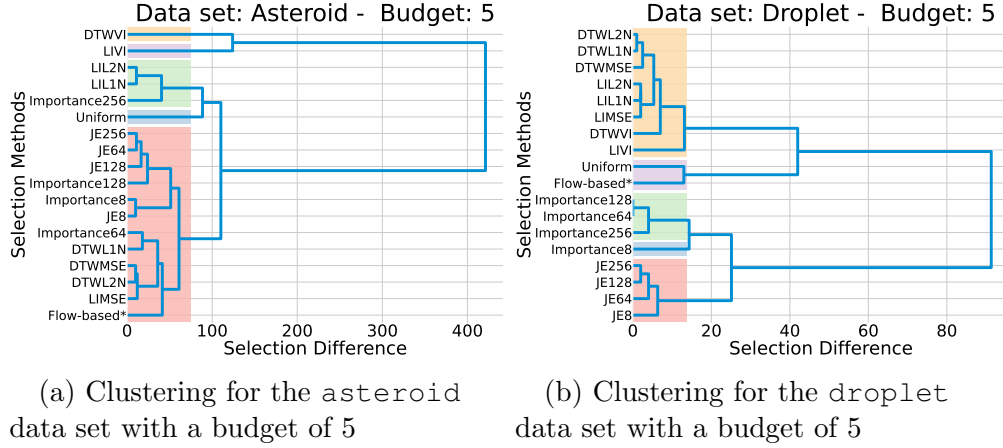 Data set: Asteroid -  Budget: 5
Selection Methods
DTWVI
LIVI
LIL2N
LIL1N
Importance256
Uniform
JE256
JE64
JE128
Importance128
Importance8
JE8
Importance64
DTWL1N
DTWMSE
DTWL2N
LIMSE
Flow-based*
0 100 200 300 400
Selection Difference
(a) Clustering for the asteroid
data set with a budget of 5
Data set: Droplet -  Budget: 5
Selection Methods
DTWL2N
DTWL1N
DTWMSE
LIL2N
LIL1N
LIMSE
DTWVI
LIVI
Uniform
Flow-based*
Importance128
Importance64
Importance256
Importance8
JE256
JE128
JE64
JE8
0 20 40 60 80
Selection Difference
(b) Clustering for the droplet
data set with a budget of 5